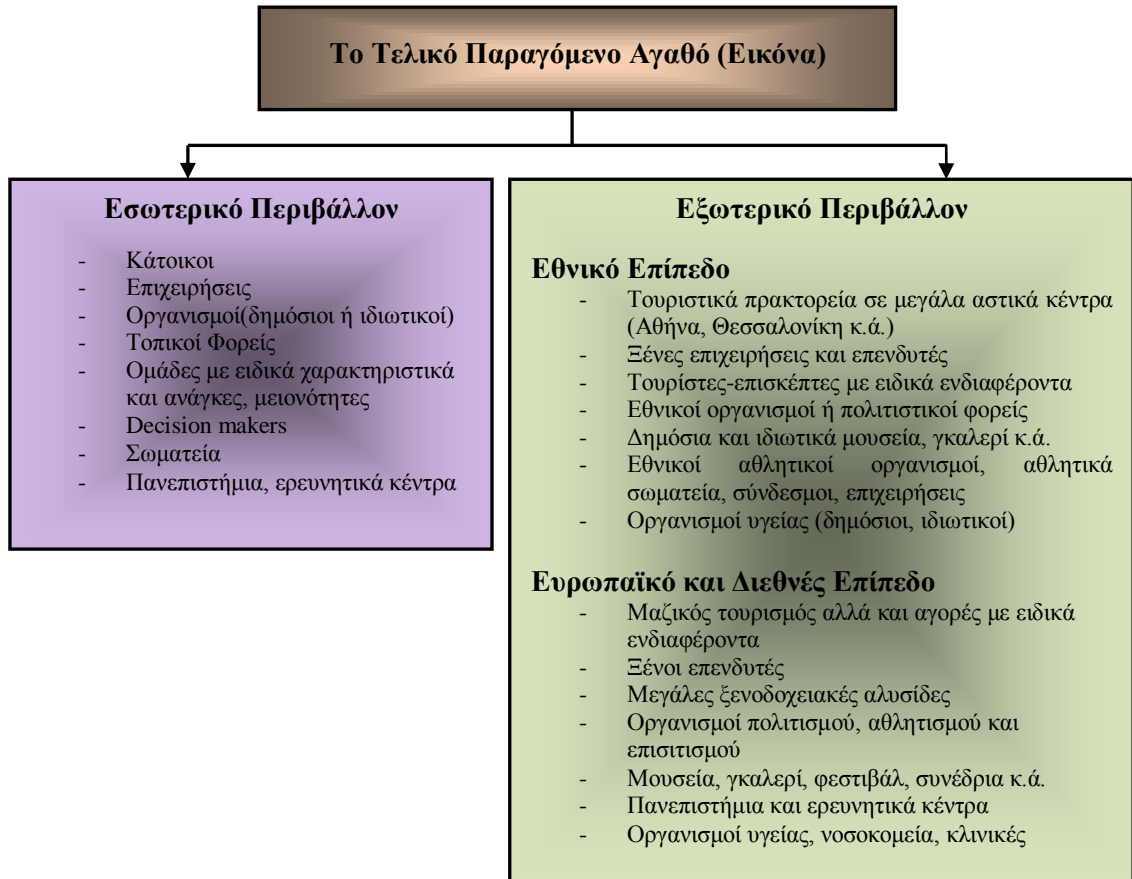 Το Τελικό Παραγόμενο Αγαθό (Εικόνα)
Εσωτερικό Περιβάλλον
- Κάτοικοι
- Επιχειρήσεις
- Οργανισμοί(δημόσιοι ή ιδιωτικοί)
- Τοπικοί Φορείς
- Ομάδες με ειδικά χαρακτηριστικά
και ανάγκες, μειονότητες
- Decision makers
- Σωματεία
- Πανεπιστήμια, ερευνητικά κέντρα
Εξωτερικό Περιβάλλον
Εθνικό Επίπεδο
- Τουριστικά πρακτορεία σε μεγάλα αστικά κέντρα
(Αθήνα, Θεσσαλονίκη κ.ά.)
- Ξένες επιχειρήσεις και επενδυτές
- Τουρίστες-επισκέπτες με ειδικά ενδιαφέροντα
- Εθνικοί οργανισμοί ή πολιτιστικοί φορείς
- Δημόσια και ιδιωτικά μουσεία, γκαλερί κ.ά.
- Εθνικοί αθλητικοί οργανισμοί, αθλητικά
σωματεία, σύνδεσμοι, επιχειρήσεις
- Οργανισμοί υγείας (δημόσιοι, ιδιωτικοί)
Ευρωπαϊκό και Διεθνές Επίπεδο
- Μαζικός τουρισμός αλλά και αγορές με ειδικά
ενδιαφέροντα
- Ξένοι επενδυτές
- Μεγάλες ξενοδοχειακές αλυσίδες
- Οργανισμοί πολιτισμού, αθλητισμού και
επισιτισμού
- Μουσεία, γκαλερί, φεστιβάλ, συνέδρια κ.ά.
- Πανεπιστήμια και ερευνητικά κέντρα
- Οργανισμοί υγείας, νοσοκομεία, κλινικές